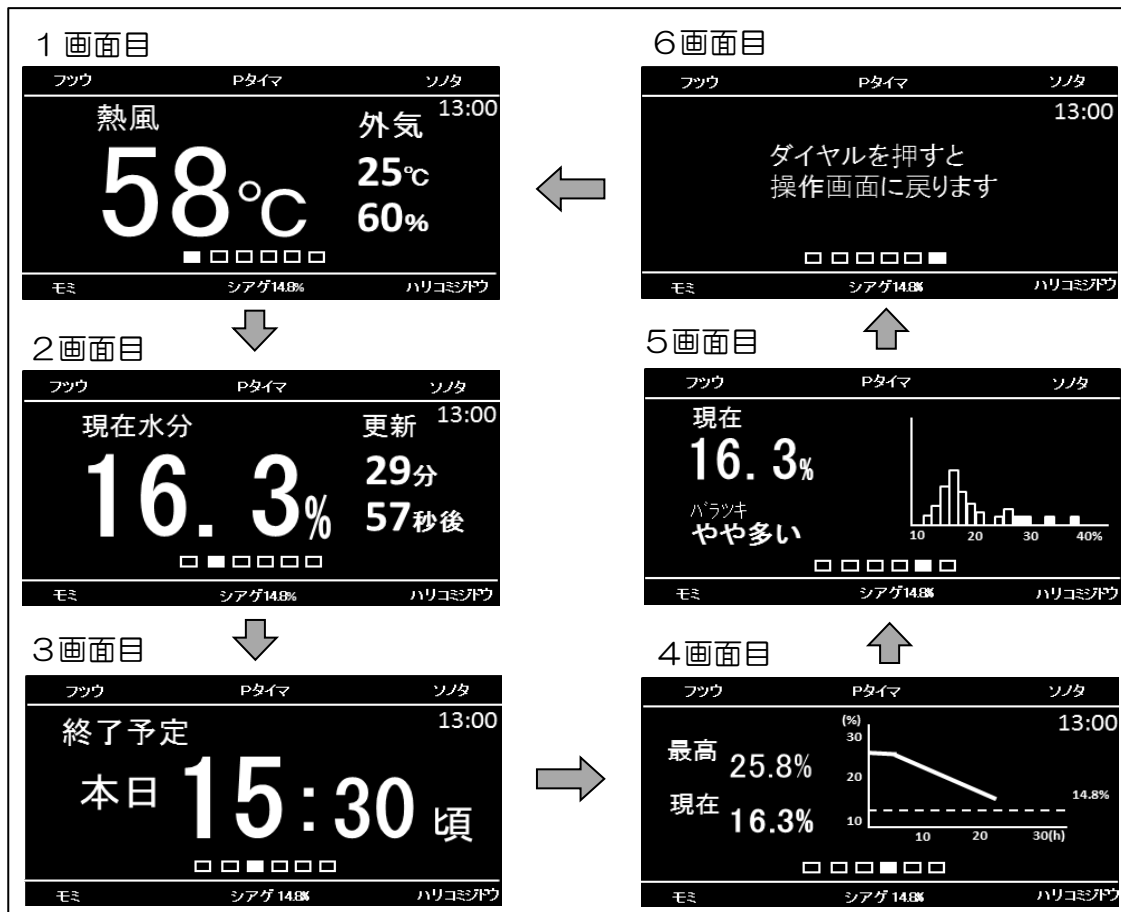 1画面目
フツウ Pタイマ ソノタ
13:00
熱風
58℃
外気
25℃
60%
モミ シアゲ14.8% ハリコミジドウ
2画面目
フツウ Pタイマ ソノタ
13:00
現在水分
16.3%
更新
29分
57秒後
モミ シアゲ14.8% ハリコミジドウ
3画面目
フツウ Pタイマ ソノタ
13:00
終了予定
本日 15:30 頃
モミ シアゲ14.8% ハリコミジドウ
4画面目
フツウ Pタイマ ソノタ
13:00
最高 25.8%
現在 16.3%
(%)
30
20
10
14.8%
10 20 30(h)
モミ シアゲ14.8% ハリコミジドウ
5画面目
フツウ Pタイマ ソノタ
現在
16.3%
バラツキ
やや多い
10 20 30 40%
モミ シアゲ14.8% ハリコミジドウ
6画面目
フツウ Pタイマ ソノタ
13:00
ダイヤルを押すと
操作画面に戻ります
モミ シアゲ14.8% ハリコミジドウ